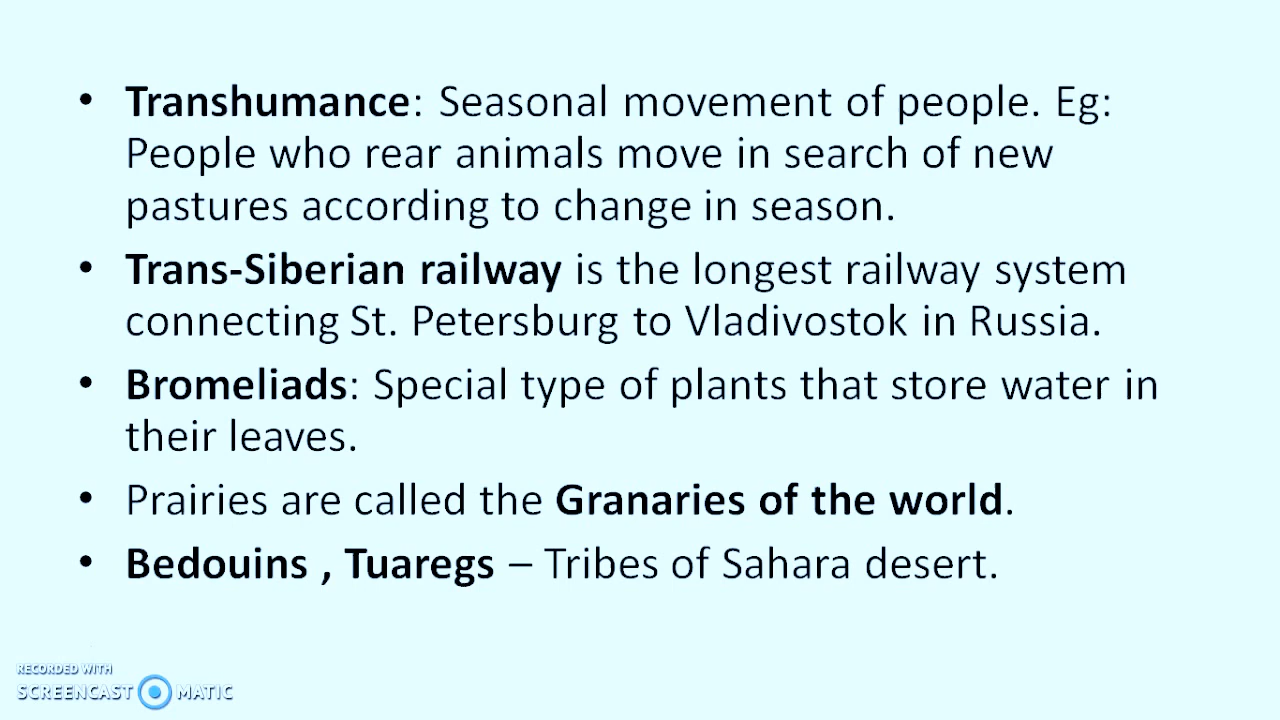 • Transhumance: Seasonal movement of people. Eg:
People who rear animals move in search of new
pastures according to change in season.
• Trans-Siberian railway is the longest railway system
connecting St. Petersburg to Vladivostok in Russia.
• Bromeliads: Special type of plants that store water in
their leaves.
• Prairies are called the Granaries of the world.
• Bedouins , Tuaregs – Tribes of Sahara desert.
RECORDED WITH
SCREENCAST MATIC